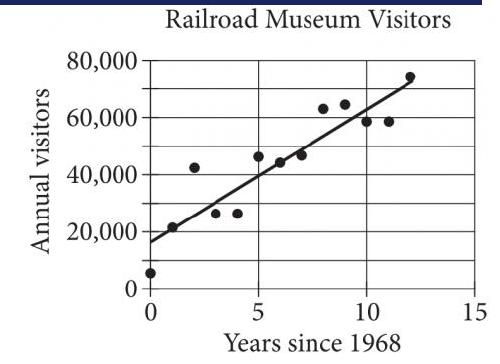 Railroad Museum Visitors
80,000
60,000
40,000
20,000
0
Annual visitors
0 5 10 15
Years since 1968